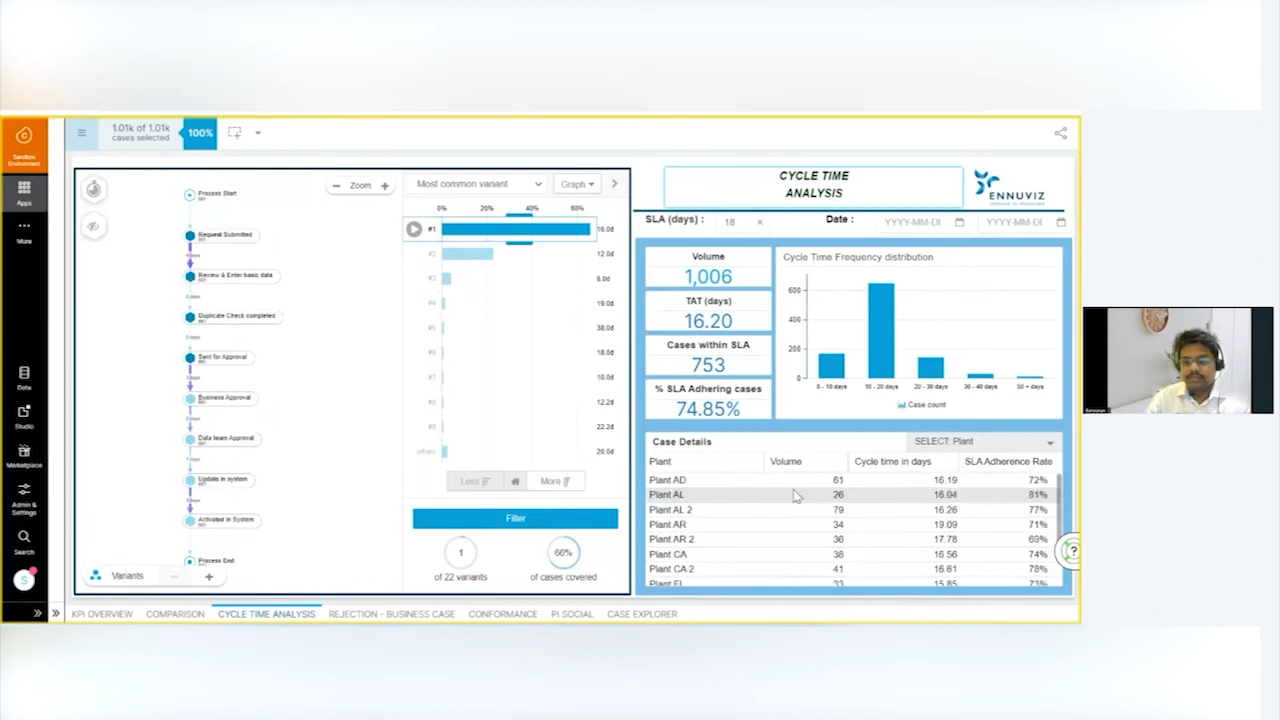 Sandbox
Environment
Apps
More
Data
Studio
Marketplace
Admin &
Settings
Search
S
1.01k of 1.01k
cases selected
100%
Zoom
Process Start
Request Submitted
Review & Enter basic data
Duplicate Check completed
Sent for Approval
Business Approval
Data team Approval
Update in system
Activated in System
Process End
Variants
Most common variant
Graph
0%
20%
40%
60%
#1
16.0d
#2
12.0d
#3
6.0d
#4
19.0d
#5
38.0d
#6
18.0d
#7
10.0d
#8
12.2d
#9
22.2d
others
20.0d
Less
More
Filter
1
66%
of 22 variants
of cases covered
CYCLE TIME
ANALYSIS
ENNUVIZ
SLA (days) :
18
×
Date :
YYYY-MM-DI
YYYY-MM-DI
Volume
1,006
TAT (days)
16.20
Cases within SLA
753
% SLA Adhering cases
74.85%
Cycle Time Frequency distribution
600
400
200
0
0 - 10 days
10 - 20 days
20 - 30 days
30 - 40 days
50 + days
Case count
Case Details
SELECT: Plant
Plant Volume Cycle time in days SLA Adherence Rate
Plant AD 61 16.19 72%
Plant AL 26 16.04 81%
Plant AL 2 79 16.26 77%
Plant AR 34 19.09 71%
Plant AR 2 36 17.78 69%
Plant CA 38 16.56 74%
Plant CA 2 41 16.61 78%
Plant FL 33 15.85 73%
?
KPI OVERVIEW COMPARISON CYCLE TIME ANALYSIS REJECTION - BUSINESS CASE CONFORMANCE PI SOCIAL CASE EXPLORER